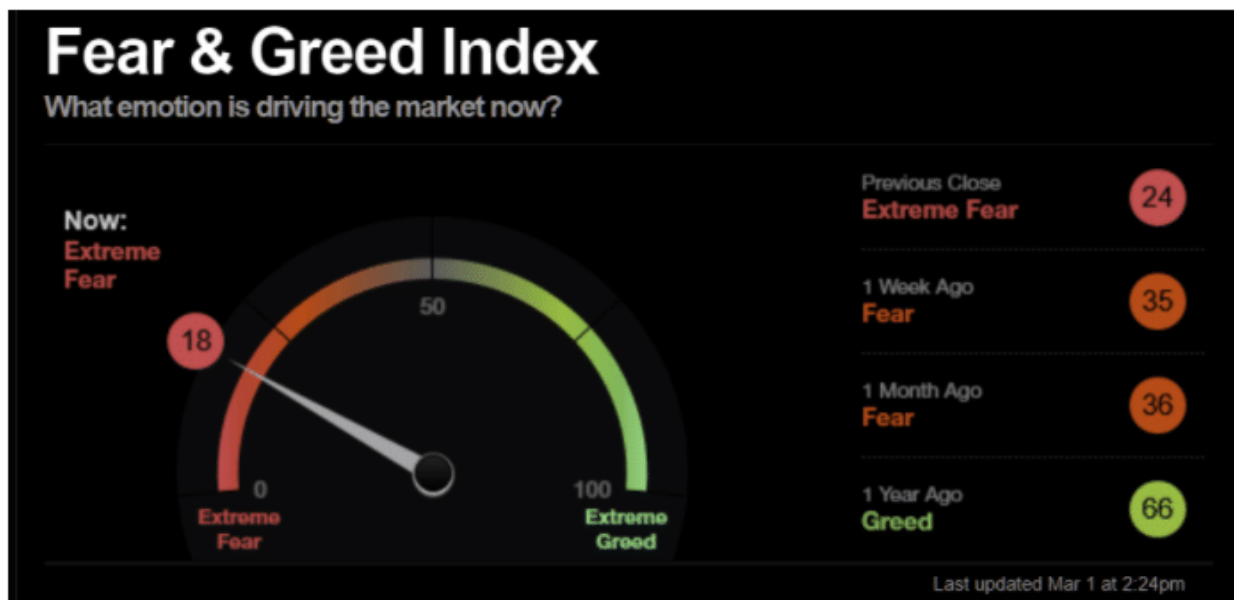 Fear & Greed Index
What emotion is driving the market now?
Now:
Extreme
Fear
18
50
0
100
Extreme
Fear
Extreme
Greed
Previous Close
Extreme Fear
24
1 Week Ago
Fear
35
1 Month Ago
Fear
36
1 Year Ago
Greed
66
Last updated Mar 1 at 2:24pm